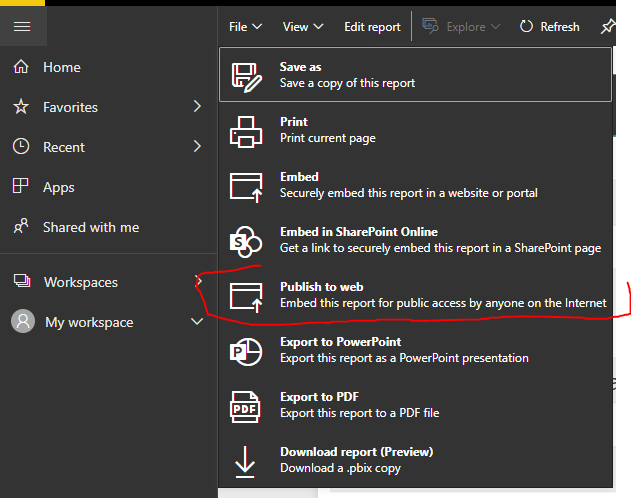 File
View
Edit report
Explore
Refresh
Home
Favorites
Recent
Apps
Shared with me
Workspaces
My workspace
Save as
Save a copy of this report
Print
Print current page
Embed
Securely embed this report in a website or portal
Embed in SharePoint Online
Get a link to securely embed this report in a SharePoint page
Publish to web
Embed this report for public access by anyone on the Internet
Export to PowerPoint
Export this report as a PowerPoint presentation
PDF
Export to PDF
Export this report to a PDF file
Download report (Preview)
Download a .pbix copy